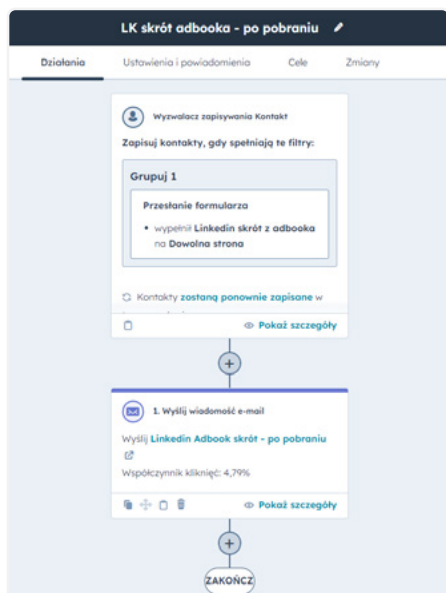 LK skrót adbooka - po pobraniu
Działania Ustawienia i powiadomienia Cele Zmiany
Wyzwalacz zapisywania Kontakt
Zapisuj kontakty, gdy spełniają te filtry:
Grupuj 1
Przesłanie formularza
• wypełnił Linkedin skrót z adbooka
na Dowolna strona
Kontakty zostaną ponownie zapisane w
Pokaż szczegóły
+
1. Wyślij wiadomość e-mail
Wyślij Linkedin Adbook skrót - po pobraniu
Współczynnik kliknięć: 4,79%
Pokaż szczegóły
+
ZAKOŃCZ